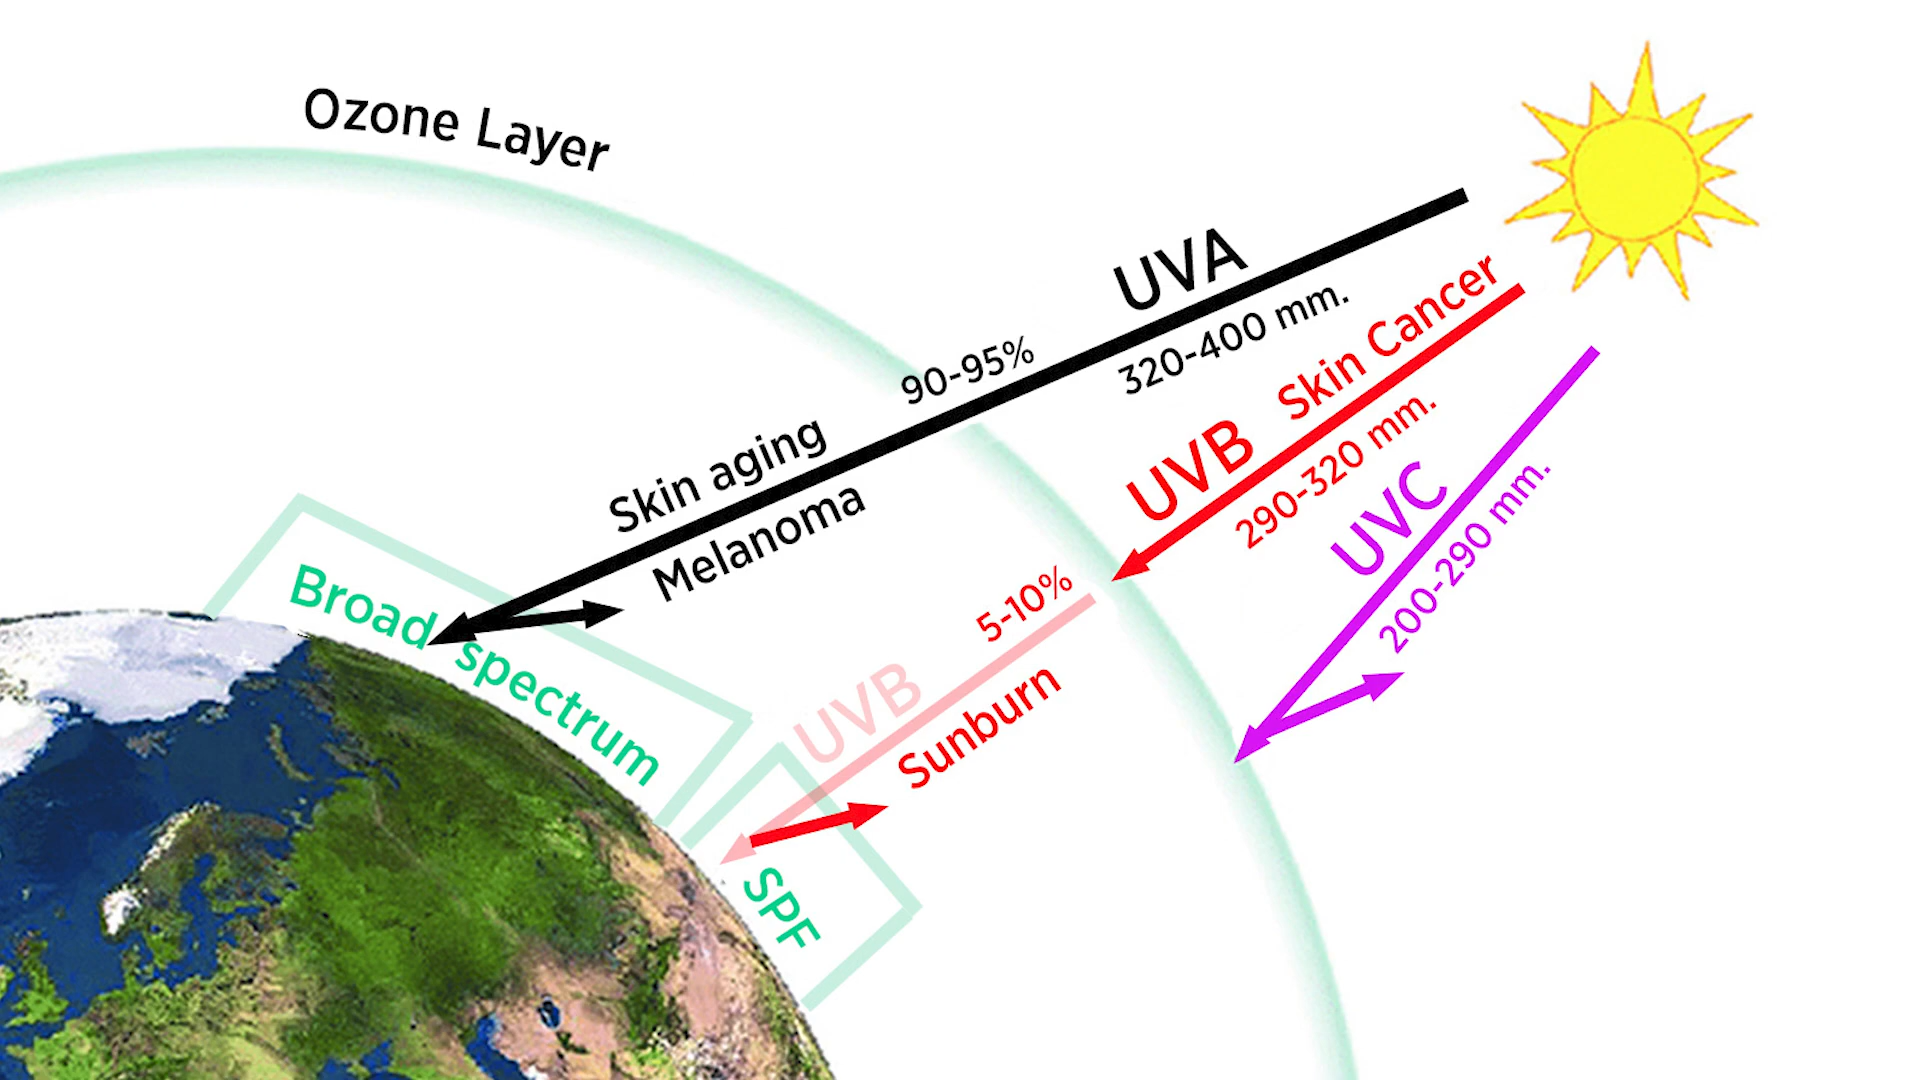 Ozone Layer
UVA
320-400 mm.
90-95%
Skin aging
Melanoma
UVB Skin Cancer
290-320 mm.
UVC
200-290 mm.
5-10%
UVB
Sunburn
Broad spectrum
SPF